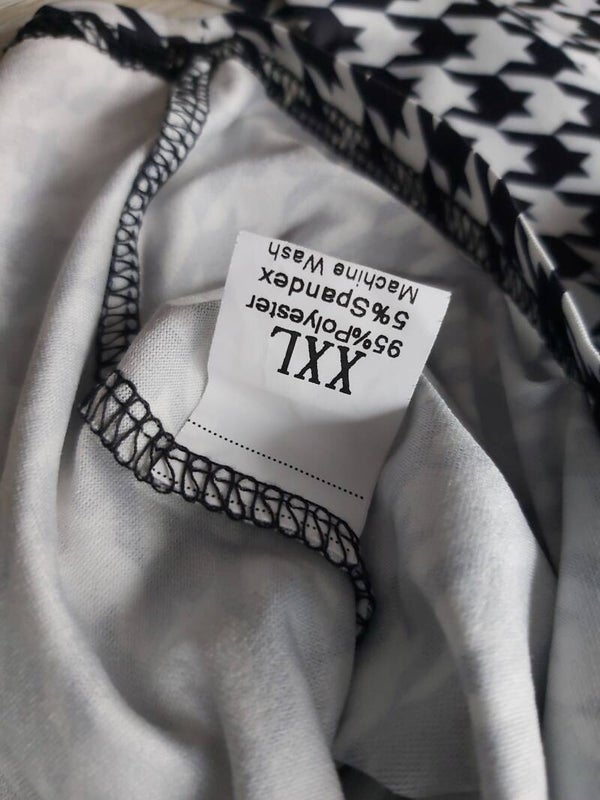 XXL
95%Polyester
5%Spandex
Machine Wash